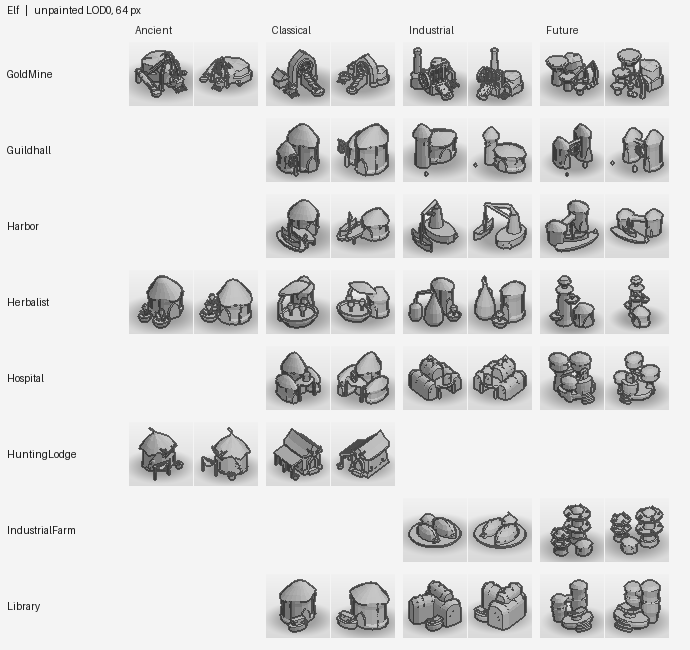 Elf | unpainted LOD0, 64 px
Ancient Classical Industrial Future
GoldMine
Guildhall
Harbor
Herbalist
Hospital
HuntingLodge
IndustrialFarm
Library